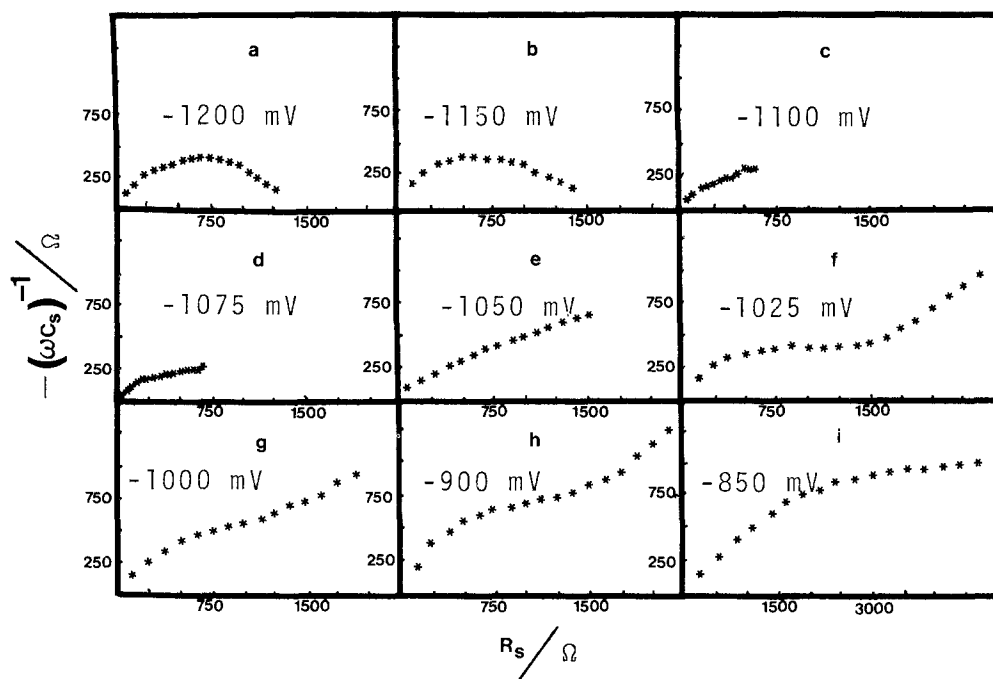 a
b
c
-1200 mV
-1150 mV
-1100 mV
750
250
750
250
750
250
750
1500
750
1500
750
1500
d
e
f
-1075 mV
-1050 mV
-1025 mV
750
250
750
250
750
250
750
1500
750
1500
750
1500
g
h
i
-1000 mV
-900 mV
-850 mV
750
250
750
250
750
250
750
1500
750
1500
1500
3000
— (ωCs)⁻¹ / Ω
Rs / Ω